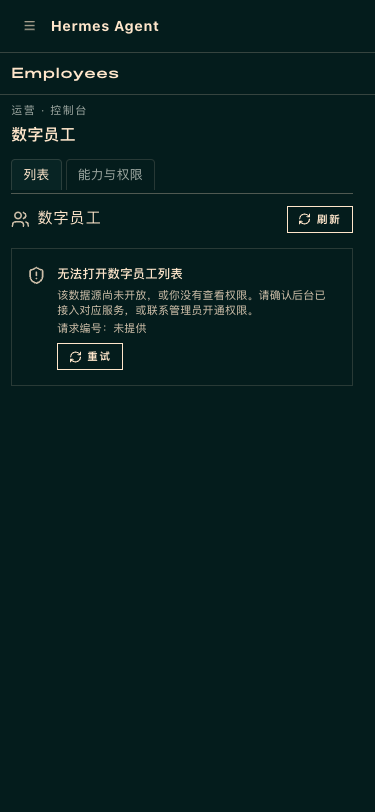 Hermes Agent
Employees
运营 · 控制台
数字员工
列表
能力与权限
数字员工
刷新
无法打开数字员工列表
该数据源尚未开放，或你没有查看权限。请确认后台已
接入对应服务，或联系管理员开通权限。
请求编号：未提供
重试